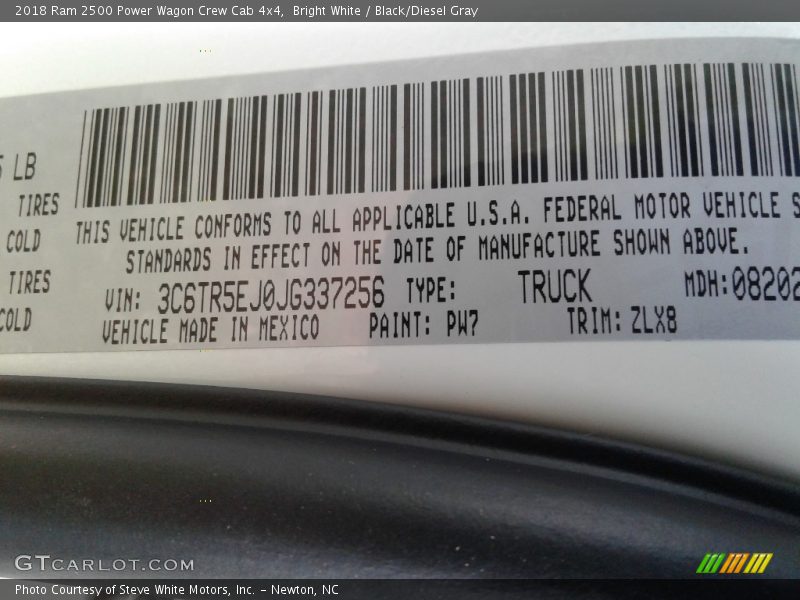 2018 Ram 2500 Power Wagon Crew Cab 4x4,  Bright White / Black/Diesel Gray
LB
TIRES
COLD
TIRES
COLD
THIS VEHICLE CONFORMS TO ALL APPLICABLE U.S.A. FEDERAL MOTOR VEHICLE S
STANDARDS IN EFFECT ON THE DATE OF MANUFACTURE SHOWN ABOVE.
VIN: 3C6TR5EJ0JG337256 TYPE: TRUCK MDH:08202
VEHICLE MADE IN MEXICO PAINT: PW7 TRIM: ZLX8
GTCARLOT.COM
Photo Courtesy of Steve White Motors, Inc. – Newton, NC